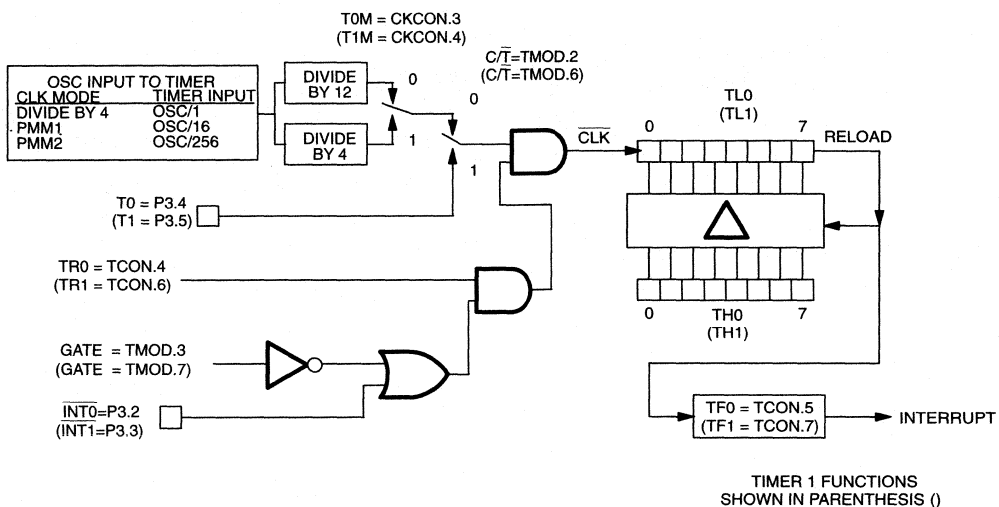 T0M = CKCON.3
(T1M = CKCON.4)
C/T=TMOD.2
(C/T=TMOD.6)
OSC INPUT TO TIMER
CLK MODE TIMER INPUT
DIVIDE BY 4 OSC/1
PMM1 OSC/16
PMM2 OSC/256
DIVIDE
BY 12
DIVIDE
BY 4
0
1
0
1
CLK
TL0
(TL1)
0 7
RELOAD
T0 = P3.4
(T1 = P3.5)
TR0 = TCON.4
(TR1 = TCON.6)
0 7
TH0
(TH1)
GATE = TMOD.3
(GATE = TMOD.7)
INT0=P3.2
(INT1=P3.3)
TF0 = TCON.5
(TF1 = TCON.7)
INTERRUPT
TIMER 1 FUNCTIONS
SHOWN IN PARENTHESIS ()